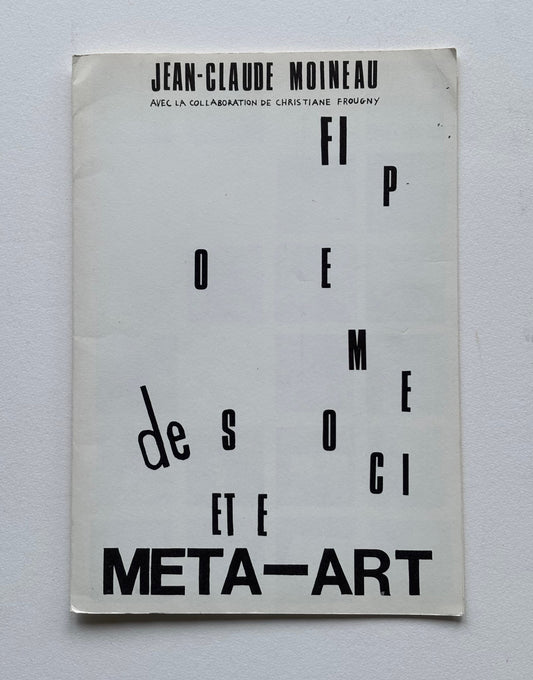 JEAN-CLAUDE MOINEAU
AVEC LA COLLABORATION DE CHRISTIANE FROUGNY
FI
P
O E
M
E
de S O
CI
ET E
META—ART